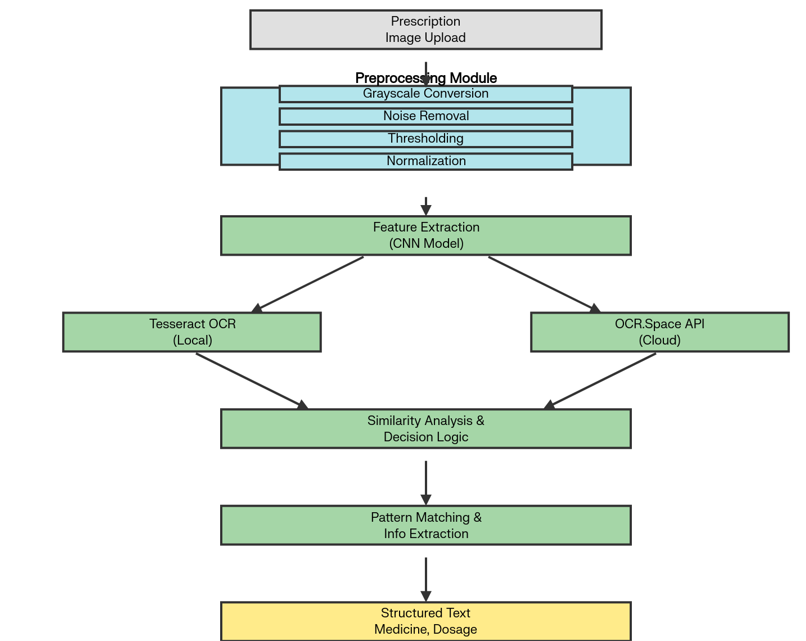 Prescription
Image Upload
Preprocessing Module
Grayscale Conversion
Noise Removal
Thresholding
Normalization
Feature Extraction
(CNN Model)
Tesseract OCR
(Local)
OCR.Space API
(Cloud)
Similarity Analysis &
Decision Logic
Pattern Matching &
Info Extraction
Structured Text
Medicine, Dosage